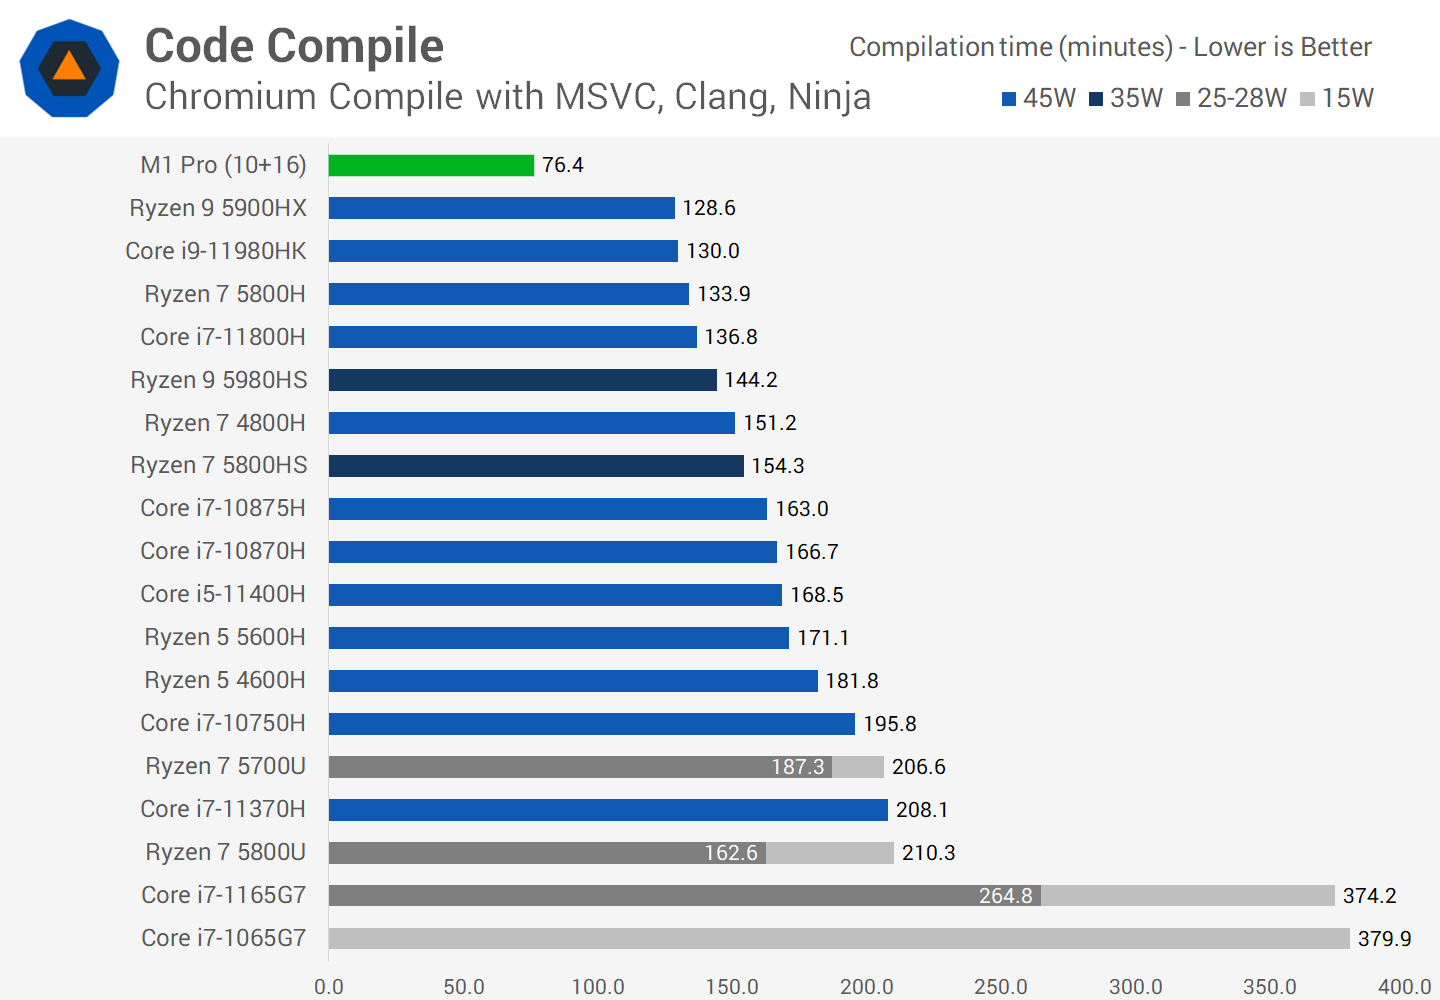 Code Compile
Chromium Compile with MSVC, Clang, Ninja
Compilation time (minutes) - Lower is Better
45W 35W 25-28W 15W
M1 Pro (10+16) 76.4
Ryzen 9 5900HX 128.6
Core i9-11980HK 130.0
Ryzen 7 5800H 133.9
Core i7-11800H 136.8
Ryzen 9 5980HS 144.2
Ryzen 7 4800H 151.2
Ryzen 7 5800HS 154.3
Core i7-10875H 163.0
Core i7-10870H 166.7
Core i5-11400H 168.5
Ryzen 5 5600H 171.1
Ryzen 5 4600H 181.8
Core i7-10750H 195.8
Ryzen 7 5700U 187.3 206.6
Core i7-11370H 208.1
Ryzen 7 5800U 162.6 210.3
Core i7-1165G7 264.8 374.2
Core i7-1065G7 379.9
0.0 50.0 100.0 150.0 200.0 250.0 300.0 350.0 400.0